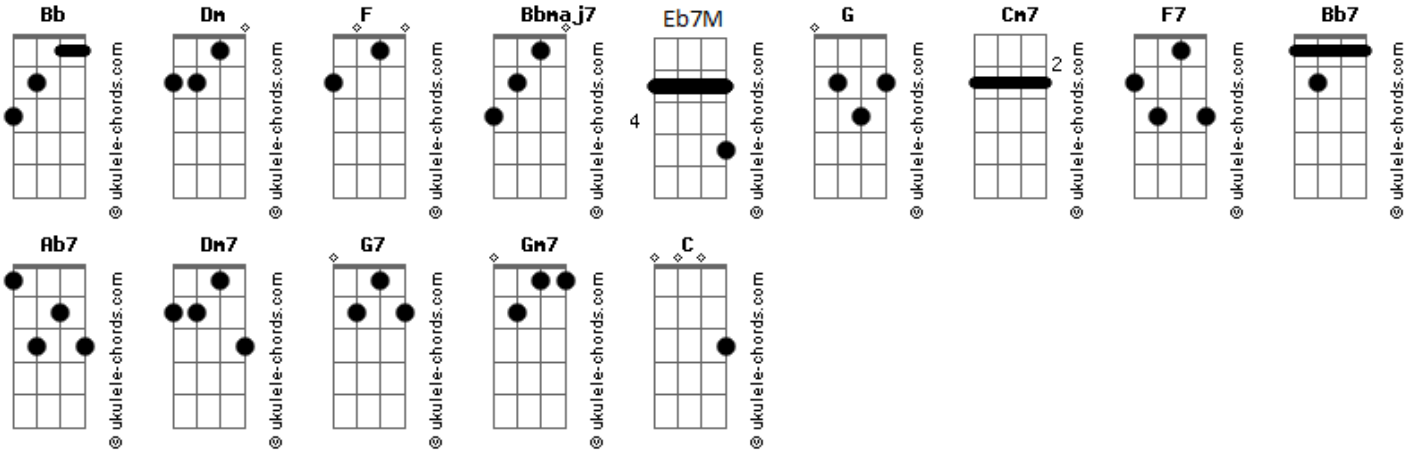 Bb Dm F Bbmaj7 Eb7M G Cm7 F7 Bb7
4 2
© ukulele-chords.com © ukulele-chords.com © ukulele-chords.com © ukulele-chords.com © ukulele-chords.com © ukulele-chords.com © ukulele-chords.com © ukulele-chords.com © ukulele-chords.com
Ab7 Dm7 G7 Gm7 C
© ukulele-chords.com © ukulele-chords.com © ukulele-chords.com © ukulele-chords.com © ukulele-chords.com